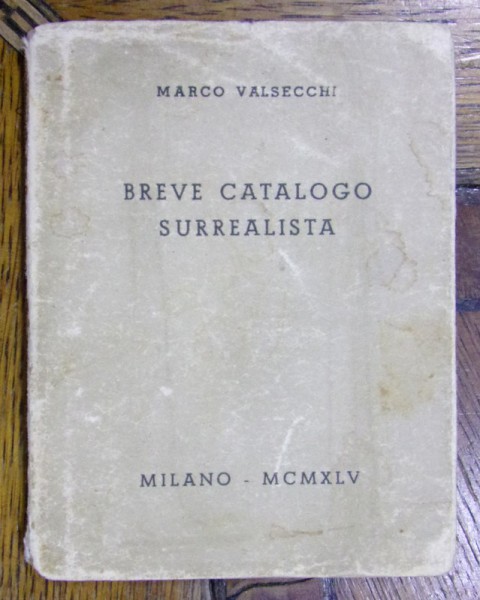 MARCO VALSECCHI
BREVE CATALOGO
SURREALISTA
MILANO - MCMXLV